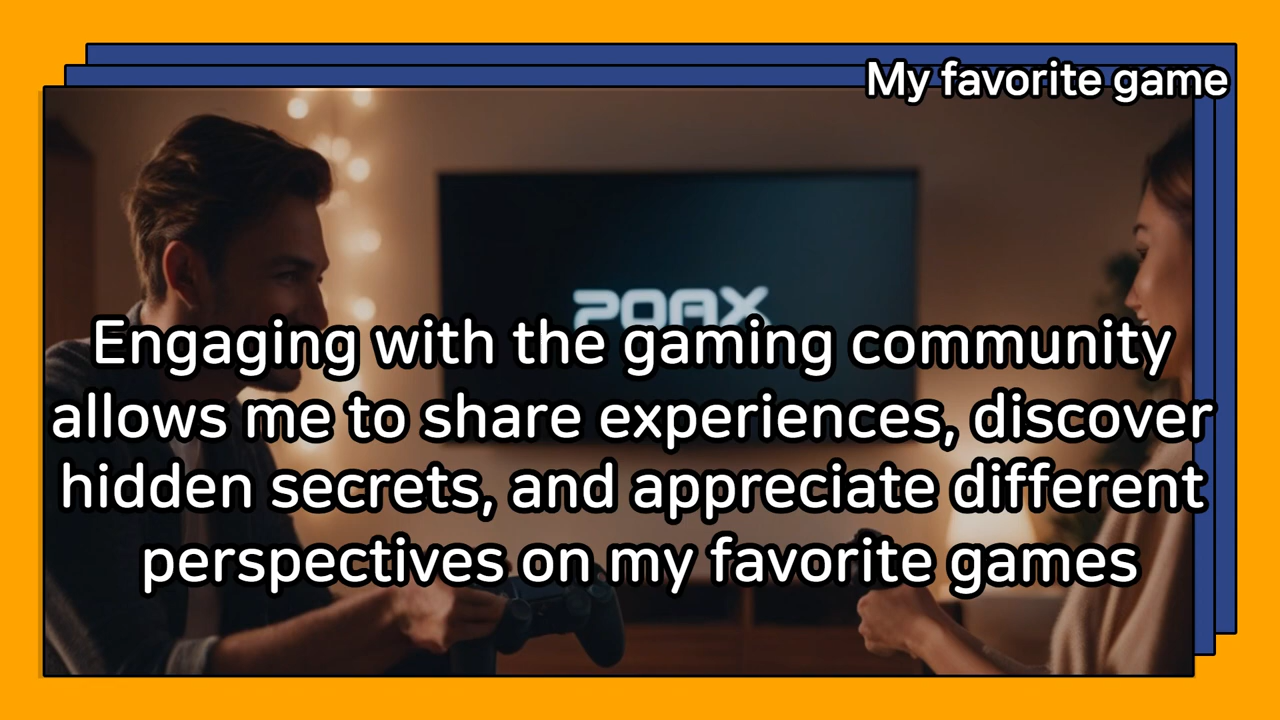 My favorite game
Engaging with the gaming community
allows me to share experiences, discover
hidden secrets, and appreciate different
perspectives on my favorite games